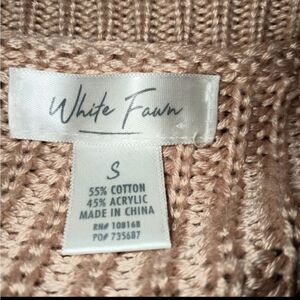 White Fawn
S
55% COTTON
45% ACRYLIC
MADE IN CHINA
RN# 108168
PO# 735687